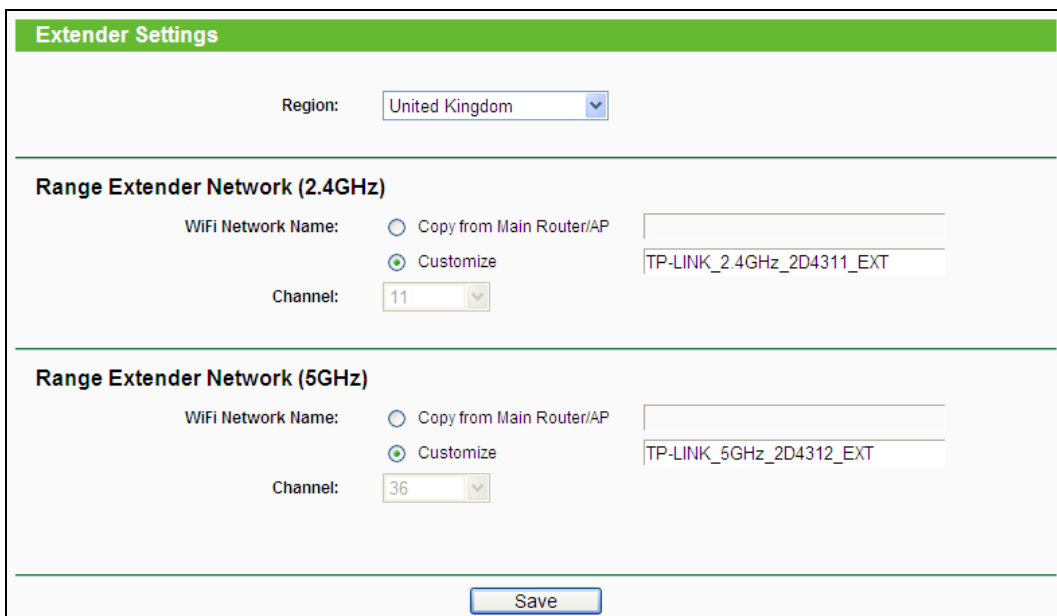 Extender Settings
Region: United Kingdom
Range Extender Network (2.4GHz)
WiFi Network Name: Copy from Main Router/AP
Customize TP-LINK_2.4GHz_2D4311_EXT
Channel: 11
Range Extender Network (5GHz)
WiFi Network Name: Copy from Main Router/AP
Customize TP-LINK_5GHz_2D4312_EXT
Channel: 36
Save